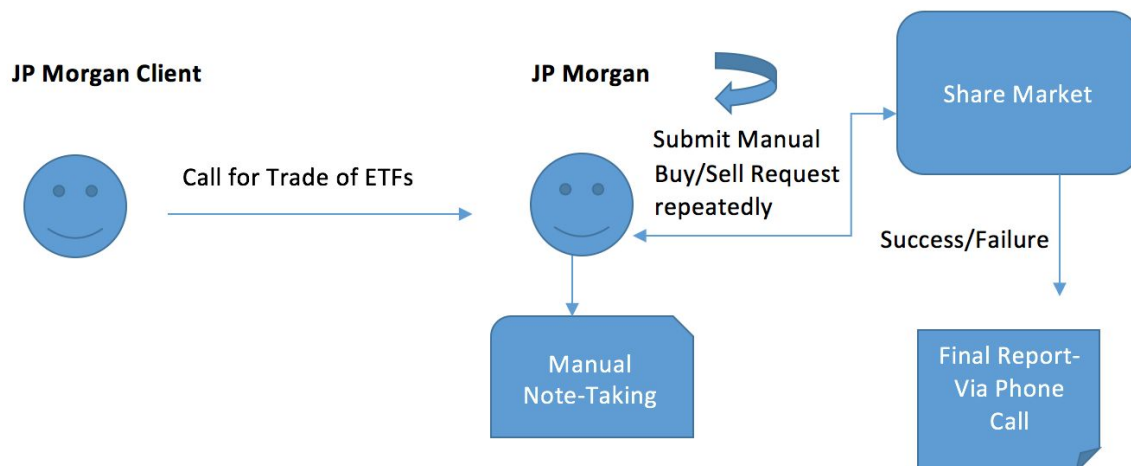 JP Morgan Client
JP Morgan
Share Market
Call for Trade of ETFs
Submit Manual
Buy/Sell Request
repeatedly
Success/Failure
Manual
Note-Taking
Final Report-
Via Phone
Call